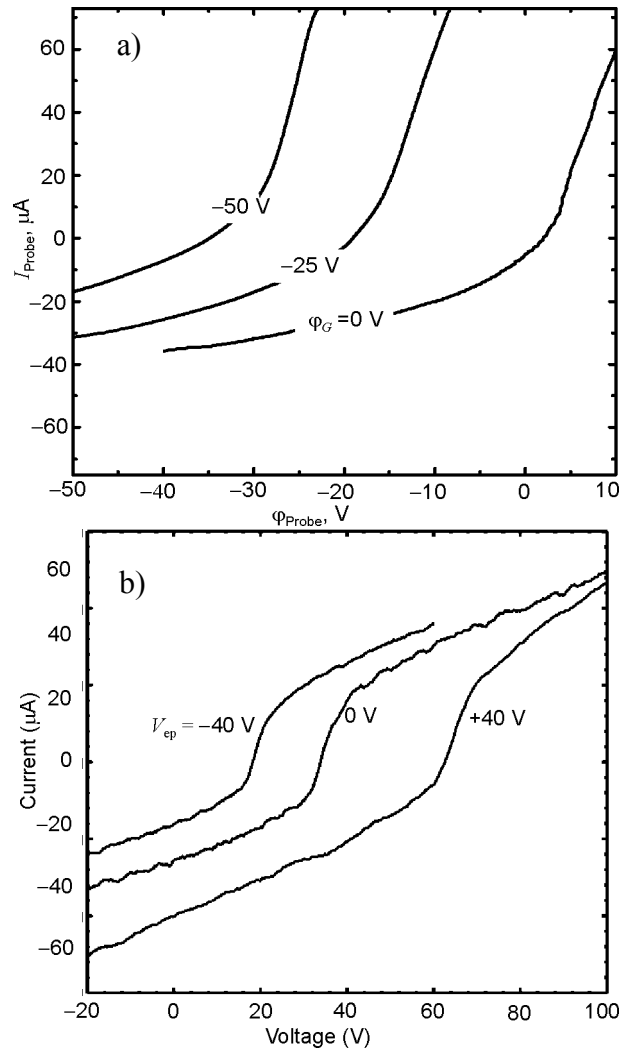 a)
60
40
20
0
−20
−40
−60
I_Probe, μA
−50 V
−25 V
φ_G =0 V
−50 −40 −30 −20 −10 0 10
φ_Probe, V
b)
60
40
20
0
−20
−40
−60
Current (μA)
V_ep = −40 V
0 V
+40 V
−20 0 20 40 60 80 100
Voltage (V)